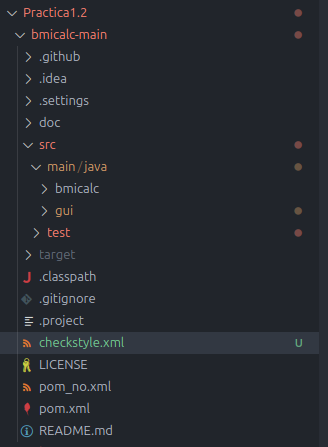 Practica1.2
bmicalc-main
.github
.idea
.settings
doc
src
main/java
bmicalc
gui
test
target
.classpath
.gitignore
.project
checkstyle.xml U
LICENSE
pom_no.xml
pom.xml
README.md